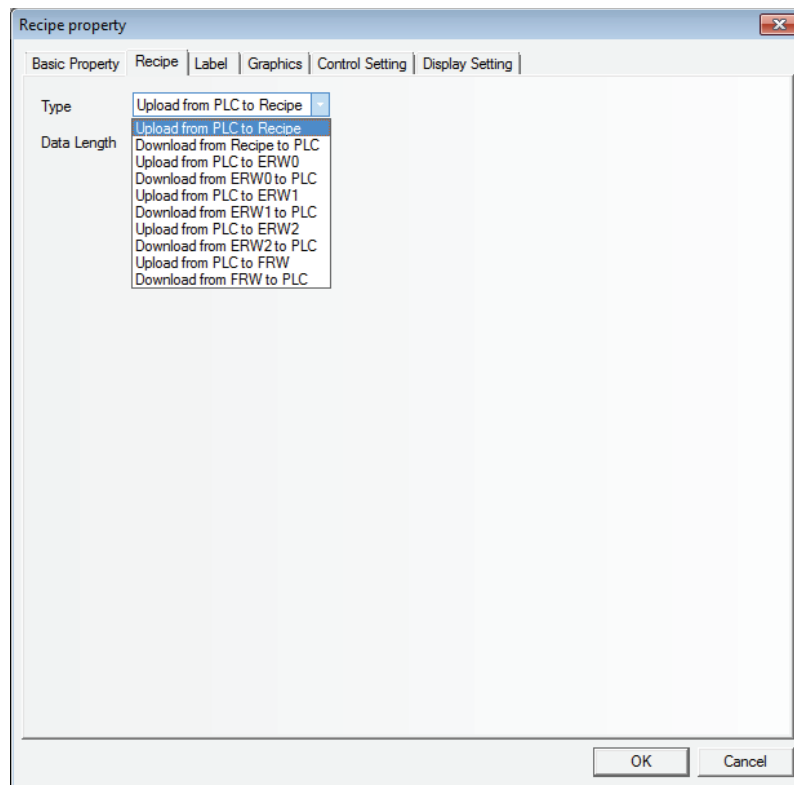 Recipe property
Basic Property Recipe Label Graphics Control Setting Display Setting
Type Upload from PLC to Recipe
Upload from PLC to Recipe
Data Length Download from Recipe to PLC
Upload from PLC to ERW0
Download from ERW0 to PLC
Upload from PLC to ERW1
Download from ERW1 to PLC
Upload from PLC to ERW2
Download from ERW2 to PLC
Upload from PLC to FRW
Download from FRW to PLC
OK Cancel